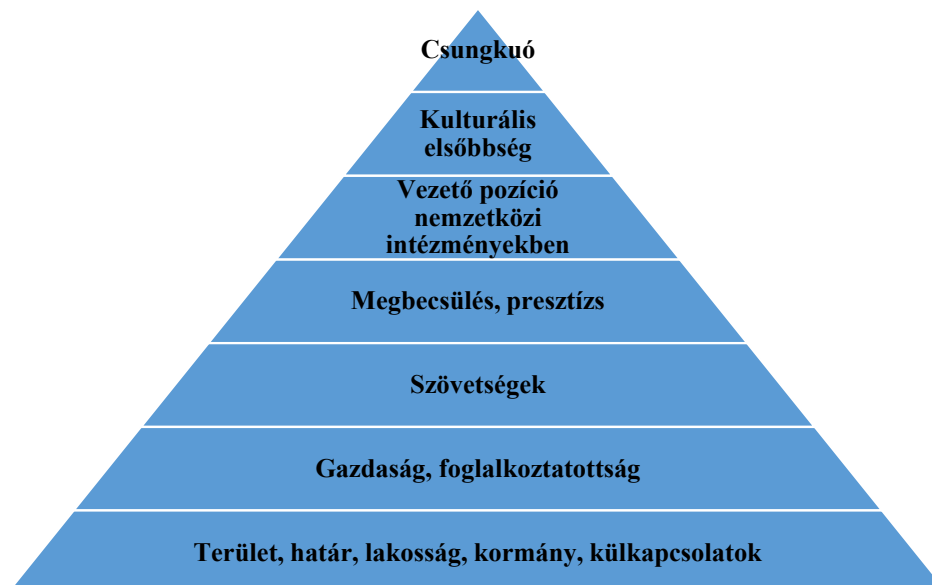 Csungkuó
Kulturális
elsőbbség
Vezető pozíció
nemzetközi
intézményekben
Megbecsülés, presztízs
Szövetségek
Gazdaság, foglalkoztatottság
Terület, határ, lakosság, kormány, külkapcsolatok